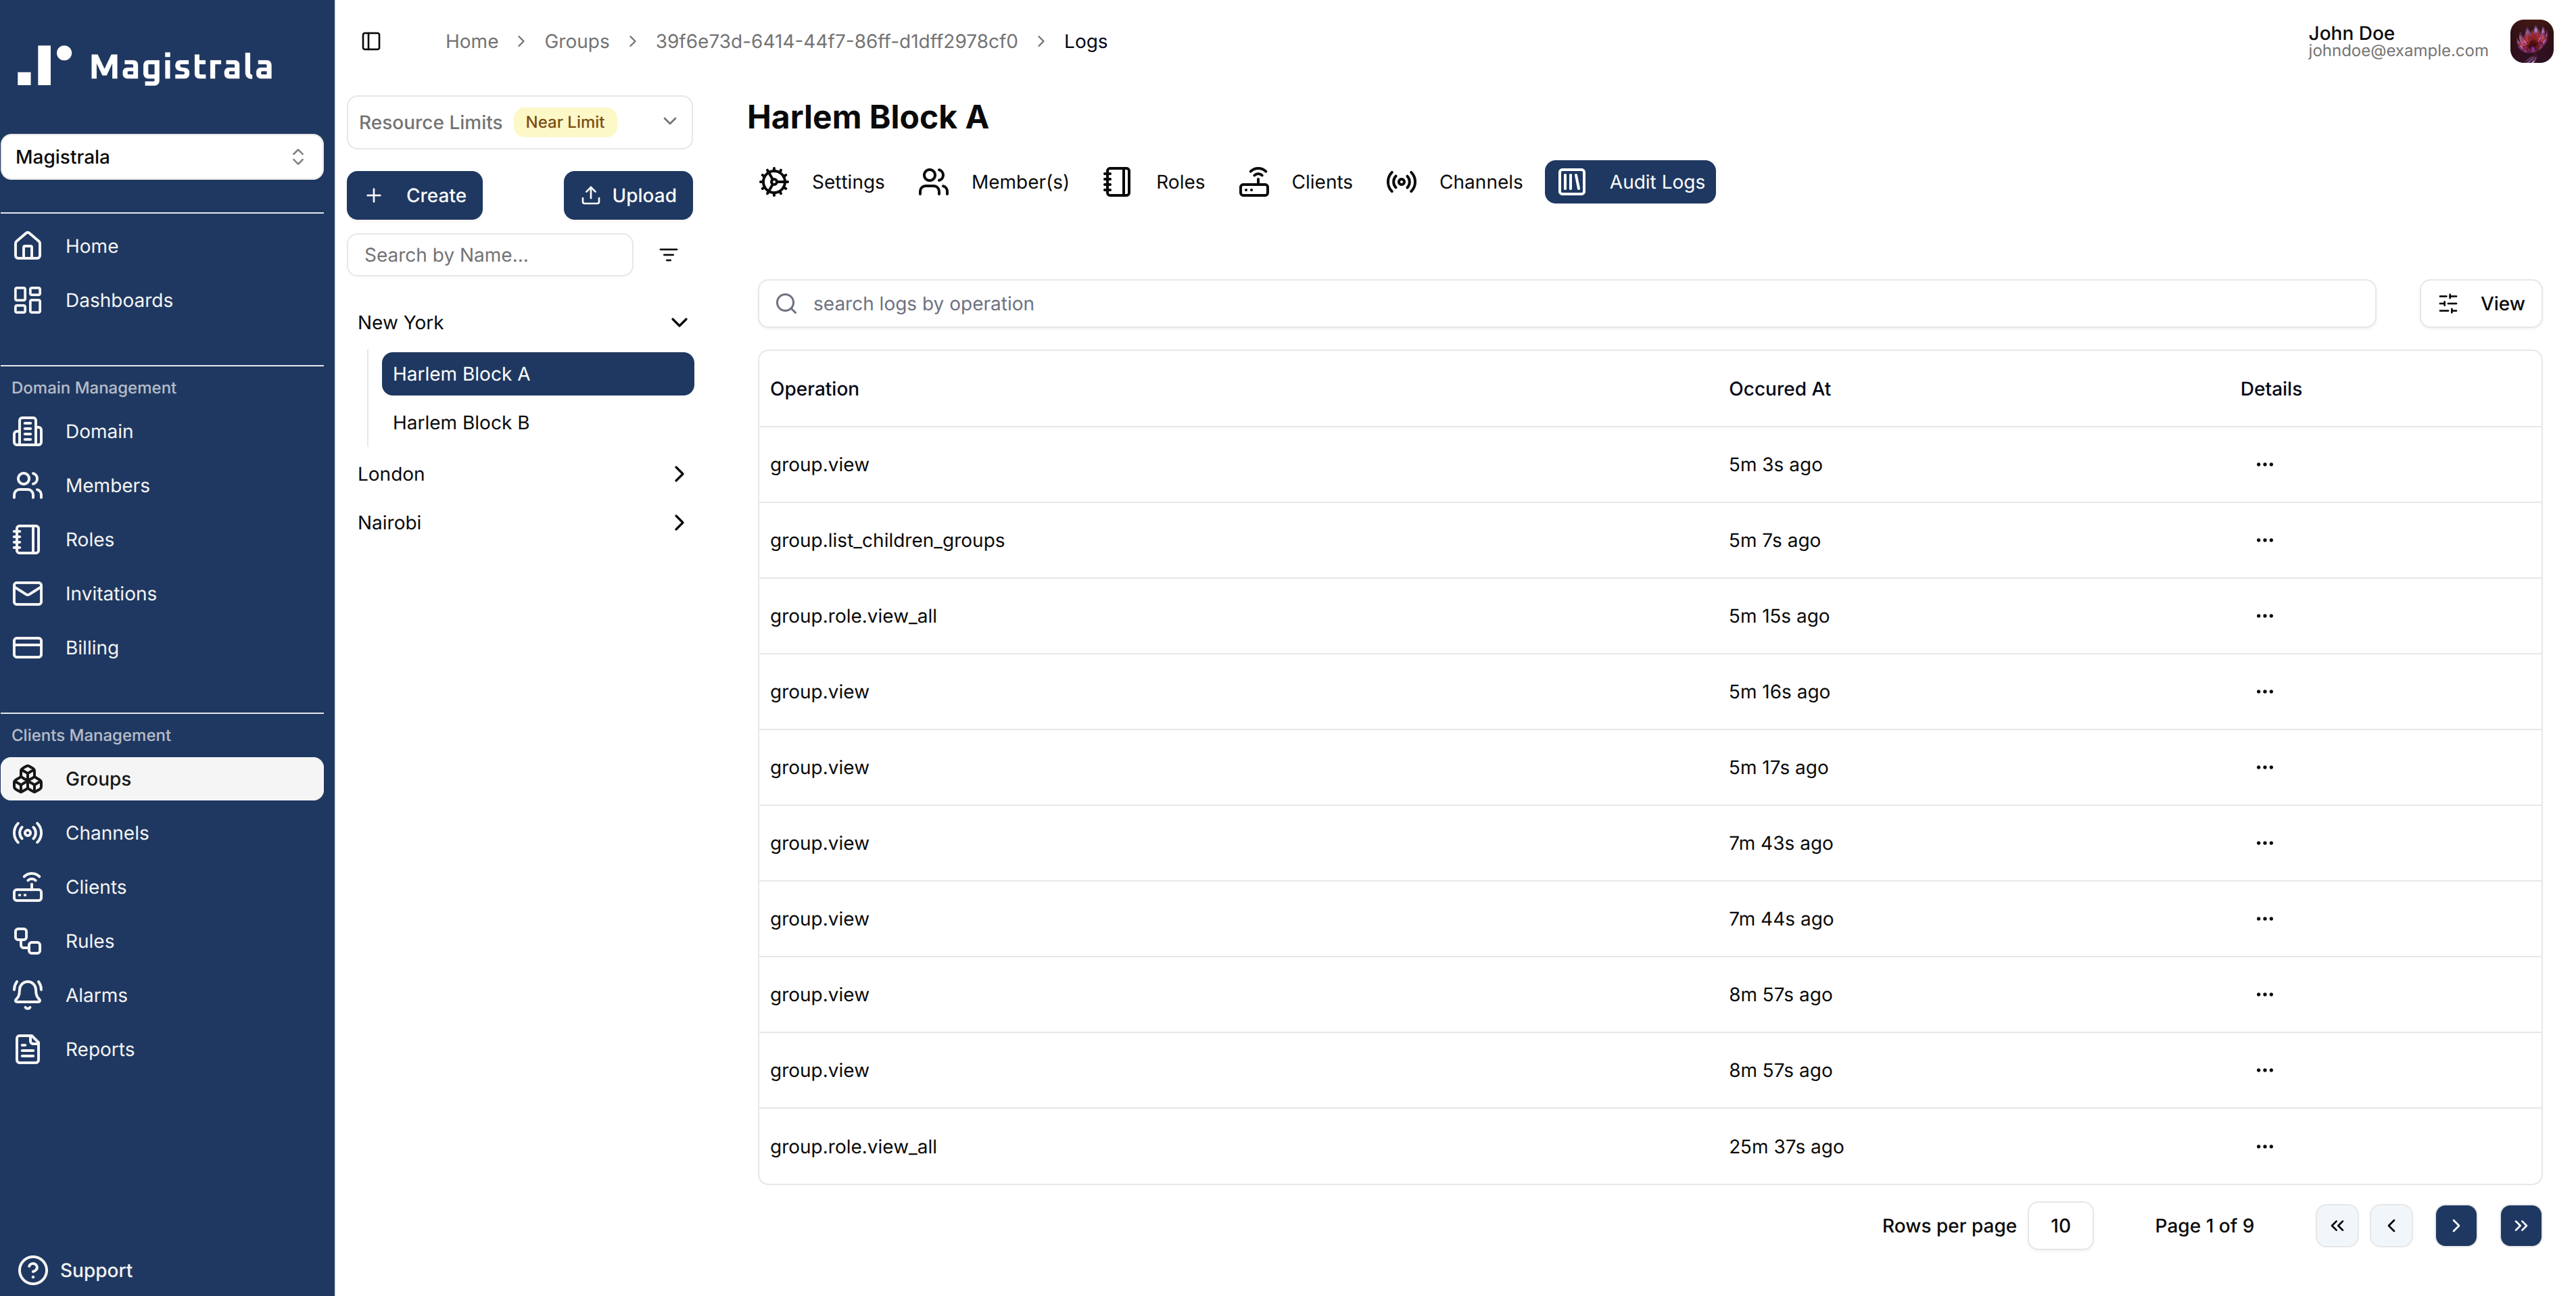 Magistrala
Magistrala
Home
Dashboards
Domain Management
Domain
Members
Roles
Invitations
Billing
Clients Management
Groups
Channels
Clients
Rules
Alarms
Reports
Support
Home > Groups > 39f6e73d-6414-44f7-86ff-d1dff2978cf0 > Logs
John Doe
johndoe@example.com
Resource Limits Near Limit
Create Upload
Search by Name...
New York
Harlem Block A
Harlem Block B
London
Nairobi
Harlem Block A
Settings Member(s) Roles Clients Channels Audit Logs
search logs by operation View
Operation Occured At Details
group.view 5m 3s ago
group.list_children_groups 5m 7s ago
group.role.view_all 5m 15s ago
group.view 5m 16s ago
group.view 5m 17s ago
group.view 7m 43s ago
group.view 7m 44s ago
group.view 8m 57s ago
group.view 8m 57s ago
group.role.view_all 25m 37s ago
Rows per page 10 Page 1 of 9